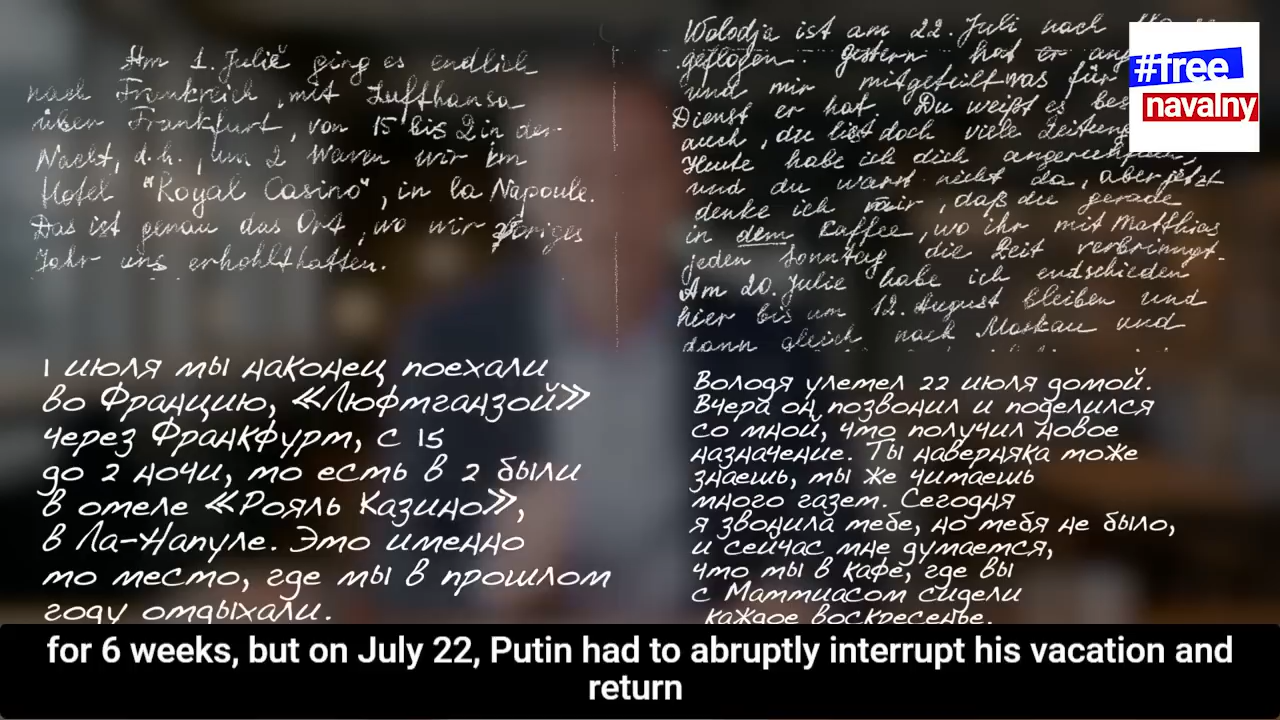 Am 1. Julie ging es endlich
nach Frankreich, mit Lufthansa
über Frankfurt, von 15 bis 2 in der
Nacht, d.h., um 2 waren wir im
Hotel "Royal Casino", in la Napoule.
Das ist genau das Ort, wo wir voriges
Jahr uns erhohlt hatten.
1 июля мы наконец поехали
во Францию, «Люфтганзой»
через Франкфурт, с 15
до 2 ночи, то есть в 2 были
в отеле «Рояль Казино»,
в Ла-Напуле. Это именно
то место, где мы в прошлом
году отдыхали.
Wolodja ist am 22. Juli nach
geflogen. Gestern hat er
und mir mitgeteilt was für
Dienst er hat. Du weißt es
auch, du list doch viele
Heute habe ich dich
und du warst nicht da, aber jetzt
denke ich mir, daß du gerade
in dem Kaffee, wo ihr mit Matthias
jeden Sonntag die Zeit verbringt.
Am 20. Julie habe ich endschieden
hier bis um 12. August bleiben und
dann gleich nach Moskau und
Володя улетел 22 июля домой.
Вчера он позвонил и поделился
со мной, что получил новое
назначение. Ты наверняка тоже
знаешь, ты же читаешь
много газет. Сегодня
я звонила тебе, но тебя не было,
и сейчас мне думается,
что ты в кафе, где вы
с Маттиасом сидели
каждое воскресенье.
#free
navalny
for 6 weeks, but on July 22, Putin had to abruptly interrupt his vacation and
return